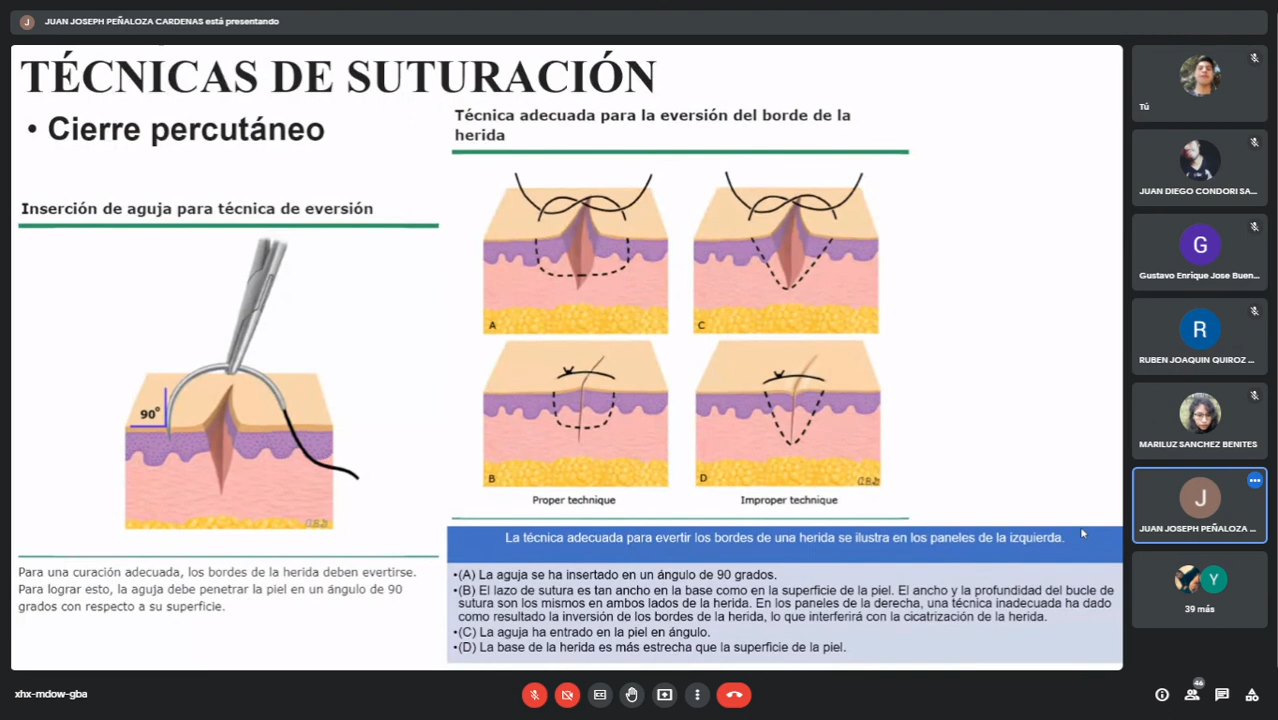 J JUAN JOSEPH PEÑALOZA CARDENAS está presentando
TÉCNICAS DE SUTURACIÓN
• Cierre percutáneo
Inserción de aguja para técnica de eversión
90°
Para una curación adecuada, los bordes de la herida deben evertirse.
Para lograr esto, la aguja debe penetrar la piel en un ángulo de 90
grados con respecto a su superficie.
Técnica adecuada para la eversión del borde de la
herida
A
C
B
D
Proper technique
Improper technique
La técnica adecuada para evertir los bordes de una herida se ilustra en los paneles de la izquierda.
•(A) La aguja se ha insertado en un ángulo de 90 grados.
•(B) El lazo de sutura es tan ancho en la base como en la superficie de la piel. El ancho y la profundidad del bucle de
sutura son los mismos en ambos lados de la herida. En los paneles de la derecha, una técnica inadecuada ha dado
como resultado la inversión de los bordes de la herida, lo que interferirá con la cicatrización de la herida.
•(C) La aguja ha entrado en la piel en ángulo.
•(D) La base de la herida es más estrecha que la superficie de la piel.
Tú
JUAN DIEGO CONDORI SA...
G
Gustavo Enrique Jose Buen...
R
RUBEN JOAQUIN QUIROZ ...
MARILUZ SANCHEZ BENITES
J
JUAN JOSEPH PEÑALOZA ...
Y
39 más
xhx-mdow-gba
46